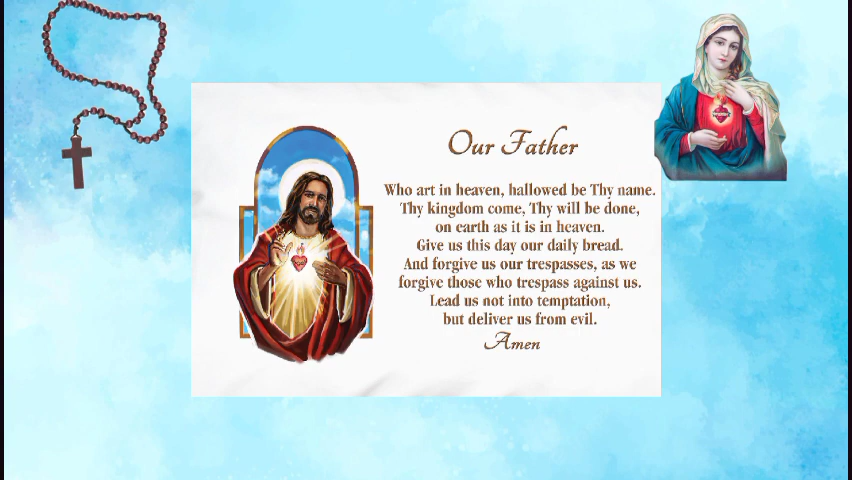 Our Father
Who art in heaven, hallowed be Thy name.
Thy kingdom come, Thy will be done,
on earth as it is in heaven.
Give us this day our daily bread.
And forgive us our trespasses, as we
forgive those who trespass against us.
Lead us not into temptation,
but deliver us from evil.
Amen